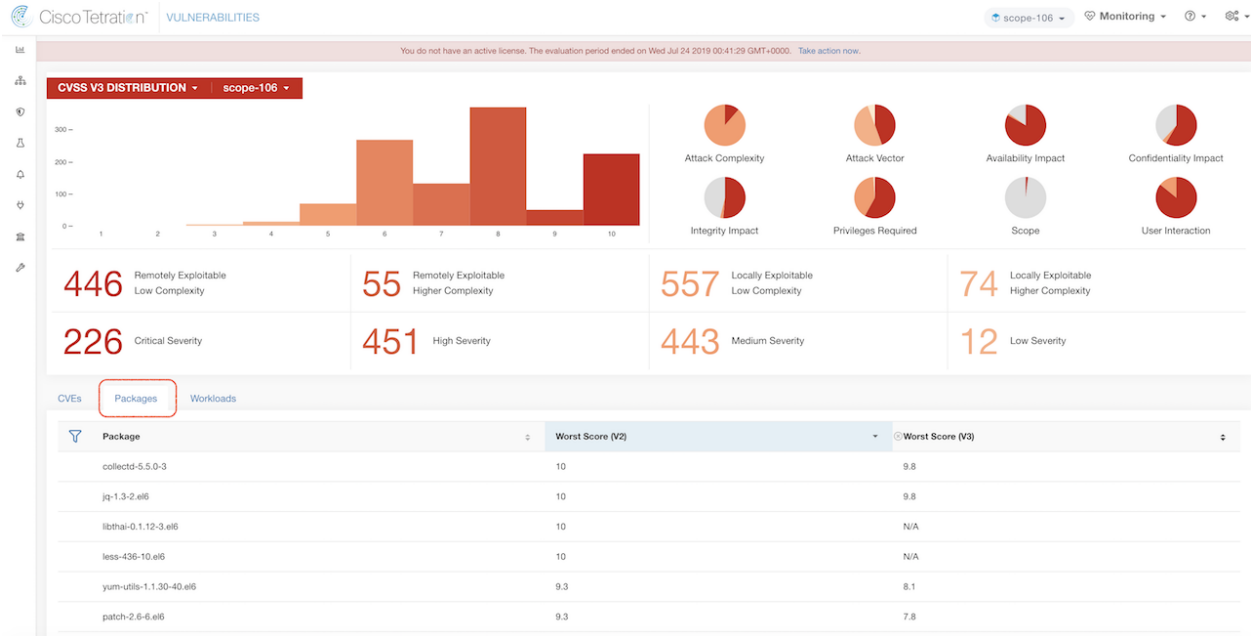 Cisco Tetration™ VULNERABILITIES scope-106 Monitoring
You do not have an active license. The evaluation period ended on Wed Jul 24 2019 00:41:29 GMT+0000. Take action now.
CVSS V3 DISTRIBUTION scope-106
300
200
100
0
1 2 3 4 5 6 7 8 9 10
Attack Complexity Attack Vector Availability Impact Confidentiality Impact
Integrity Impact Privileges Required Scope User Interaction
446 Remotely Exploitable Low Complexity
55 Remotely Exploitable Higher Complexity
557 Locally Exploitable Low Complexity
74 Locally Exploitable Higher Complexity
226 Critical Severity
451 High Severity
443 Medium Severity
12 Low Severity
CVEs Packages Workloads
Package Worst Score (V2) Worst Score (V3)
collectd-5.5.0-3 10 9.8
jq-1.3-2.el6 10 9.8
libthai-0.1.12-3.el6 10 N/A
less-436-10.el6 10 N/A
yum-utils-1.1.30-40.el6 9.3 8.1
patch-2.6-6.el6 9.3 7.8